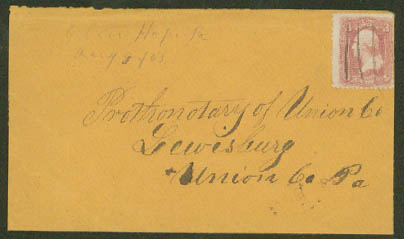 Prothonotary of Union Co
Lewisburg
Union Co Pa